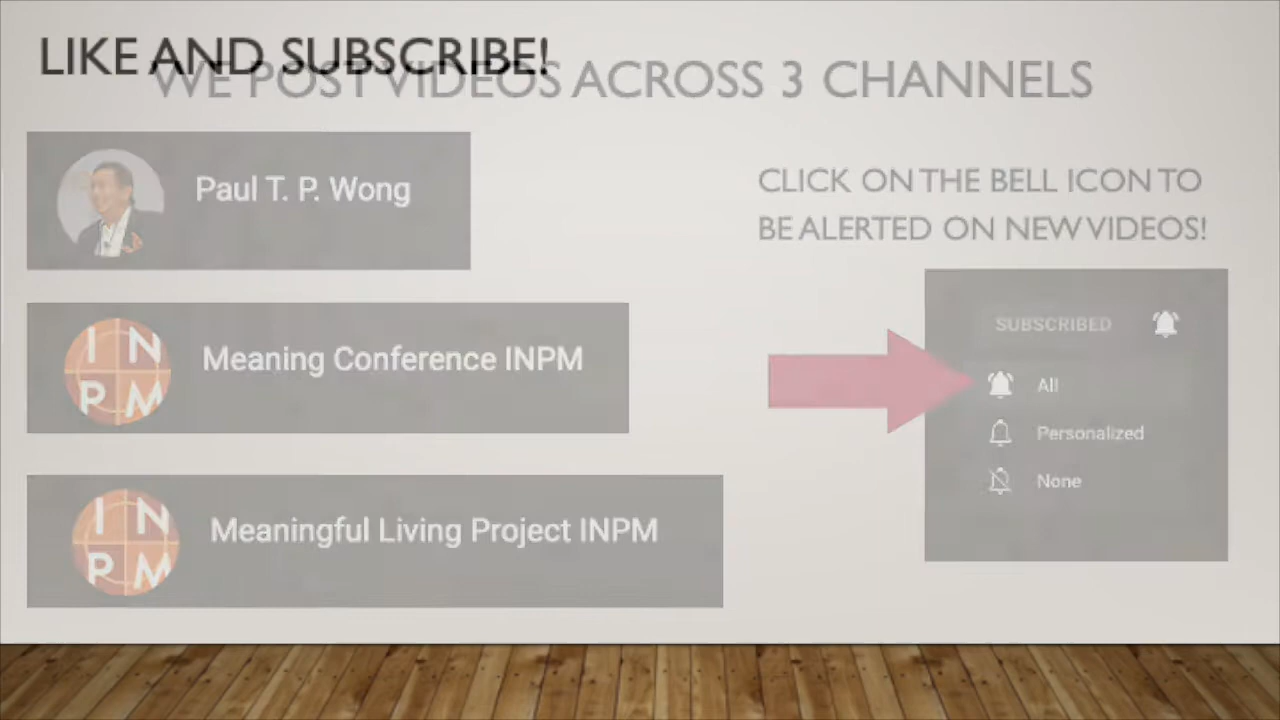 LIKE AND SUBSCRIBE!
WE POST VIDEOS ACROSS 3 CHANNELS
Paul T. P. Wong
I N
P M
Meaning Conference INPM
I N
P M
Meaningful Living Project INPM
CLICK ON THE BELL ICON TO
BE ALERTED ON NEW VIDEOS!
SUBSCRIBED
All
Personalized
None